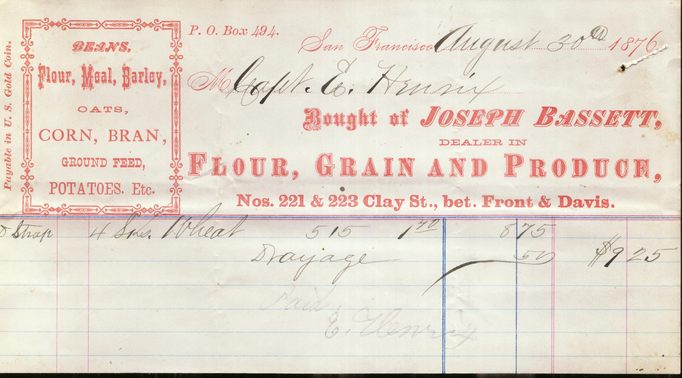 P. O. Box 494.
San Francisco August 30th 1876
M Capt. E. Henrix
Bought of JOSEPH BASSETT,
DEALER IN
FLOUR, GRAIN AND PRODUCE,
Nos. 221 & 223 Clay St., bet. Front & Davis.
Payable in U. S. Gold Coin.
BEANS,
Flour, Meal, Barley,
OATS,
CORN, BRAN,
GROUND FEED,
POTATOES. Etc.
4 Sks. Wheat 515 1 70 8 75
Drayage 50 $9 25
Paid
E. Henrix